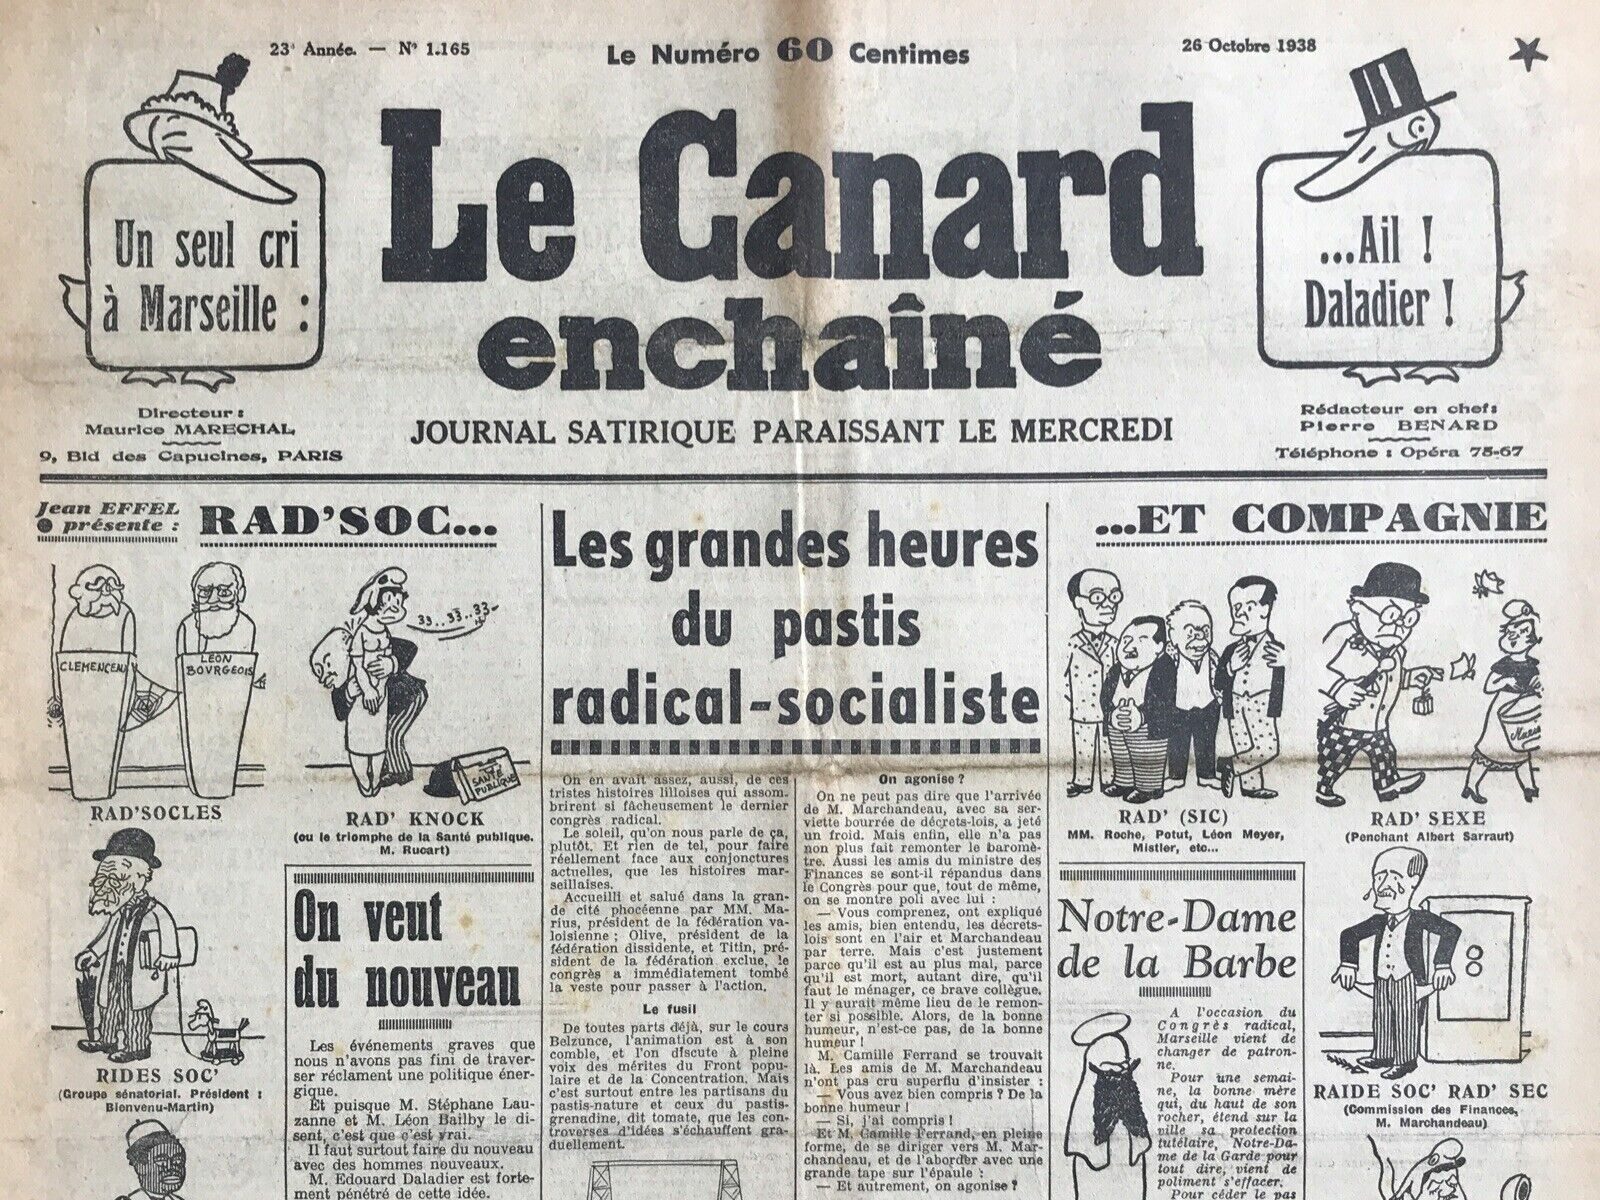 23e Année. — N° 1.165
Le Numéro 60 Centimes
26 Octobre 1938
Un seul cri
à Marseille :
Le Canard
enchaîné
...Ail !
Daladier !
Directeur :
Maurice MARECHAL
9, Bld des Capucines, PARIS
JOURNAL SATIRIQUE PARAISSANT LE MERCREDI
Rédacteur en chef :
Pierre BENARD
Téléphone : Opéra 75-67
Jean EFFEL
présente :
RAD'SOC...
CLEMENCEAU
LÉON
BOURGEOIS
RAD'SOCLES
33..33..33-
SANTÉ
PUBLIQUE
RAD' KNOCK
(ou le triomphe de la Santé publique.
M. Rucart)
RIDES SOC'
(Groupe sénatorial. Président :
Bienvenu-Martin)
On veut
du nouveau
Les événements graves que
nous n'avons pas fini de traver-
ser réclament une politique éner-
gique.
Et puisque M. Stéphane Lau-
zanne et M. Léon Bailby le di-
sent, c'est que c'est vrai.
Il faut surtout faire du nouveau
avec des hommes nouveaux.
M. Edouard Daladier est forte-
ment pénétré de cette idée.
Les grandes heures
du pastis
radical-socialiste
On en avait assez, aussi, de ces
tristes histoires lilloises qui assom-
brirent si fâcheusement le dernier
congrès radical.
Le soleil, qu'on nous parle de ça,
plutôt. Et rien de tel, pour faire
réellement face aux conjonctures
actuelles, que les histoires mar-
seillaises.
Accueilli et salué dans la gran-
de cité phocéenne par MM. Ma-
rius, président de la fédération va-
loisienne ; Olive, président de la
fédération dissidente, et Titin, pré-
sident de la fédération exclue, le
congrès a immédiatement tombé
la veste pour passer à l'action.
Le fusil
De toutes parts déjà, sur le cours
Belzunce, l'animation est à son
comble, et l'on discute à pleine
voix des mérites du Front popu-
laire et de la Concentration. Mais
c'est surtout entre les partisans du
pastis-nature et ceux du pastis-
grenadine, dit tomate, que les con-
troverses d'idées s'échauffent gra-
duellement.
On agonise ?
On ne peut pas dire que l'arrivée
de M. Marchandeau, avec sa ser-
viette bourrée de décrets-lois, a jeté
un froid. Mais enfin, elle n'a pas
non plus fait remonter le baromè-
tre. Aussi les amis du ministre des
Finances se sont-il répandus dans
le Congrès pour que, tout de même,
on se montre poli avec lui :
— Vous comprenez, ont expliqué
les amis, bien entendu, les décrets-
lois sont en l'air et Marchandeau
par terre. Mais c'est justement
parce qu'il est au plus mal, parce
qu'il est mort, autant dire, qu'il
faut le ménager, ce brave collègue.
Il y aurait même lieu de le remon-
ter si possible. Alors, de la bonne
humeur, n'est-ce pas, de la bonne
humeur !
M. Camille Ferrand se trouvait
là. Les amis de M. Marchandeau
n'ont pas cru superflu d'insister :
— Vous avez bien compris ? De la
bonne humeur !
— Si, j'ai compris !
Et M. Camille Ferrand, en pleine
forme, de se diriger vers M. Mar-
chandeau, et de l'aborder avec une
grande tape sur l'épaule :
— Et autrement, on agonise ?
...ET COMPAGNIE
RAD' (SIC)
MM. Roche, Potut, Léon Meyer,
Mistler, etc...
RAD' SEXE
(Penchant Albert Sarraut)
Notre-Dame
de la Barbe
A l'occasion du
Congrès radical,
Marseille vient de
changer de patron-
ne.
Pour une semai-
ne, la bonne mère
qui, du haut de son
rocher, étend sur la
ville sa protection
tutélaire, Notre-Da-
me de la Garde pour
tout dire, vient de
poliment s'effacer.
Pour céder le pas
RAIDE SOC' RAD' SEC
(Commission des Finances,
M. Marchandeau)